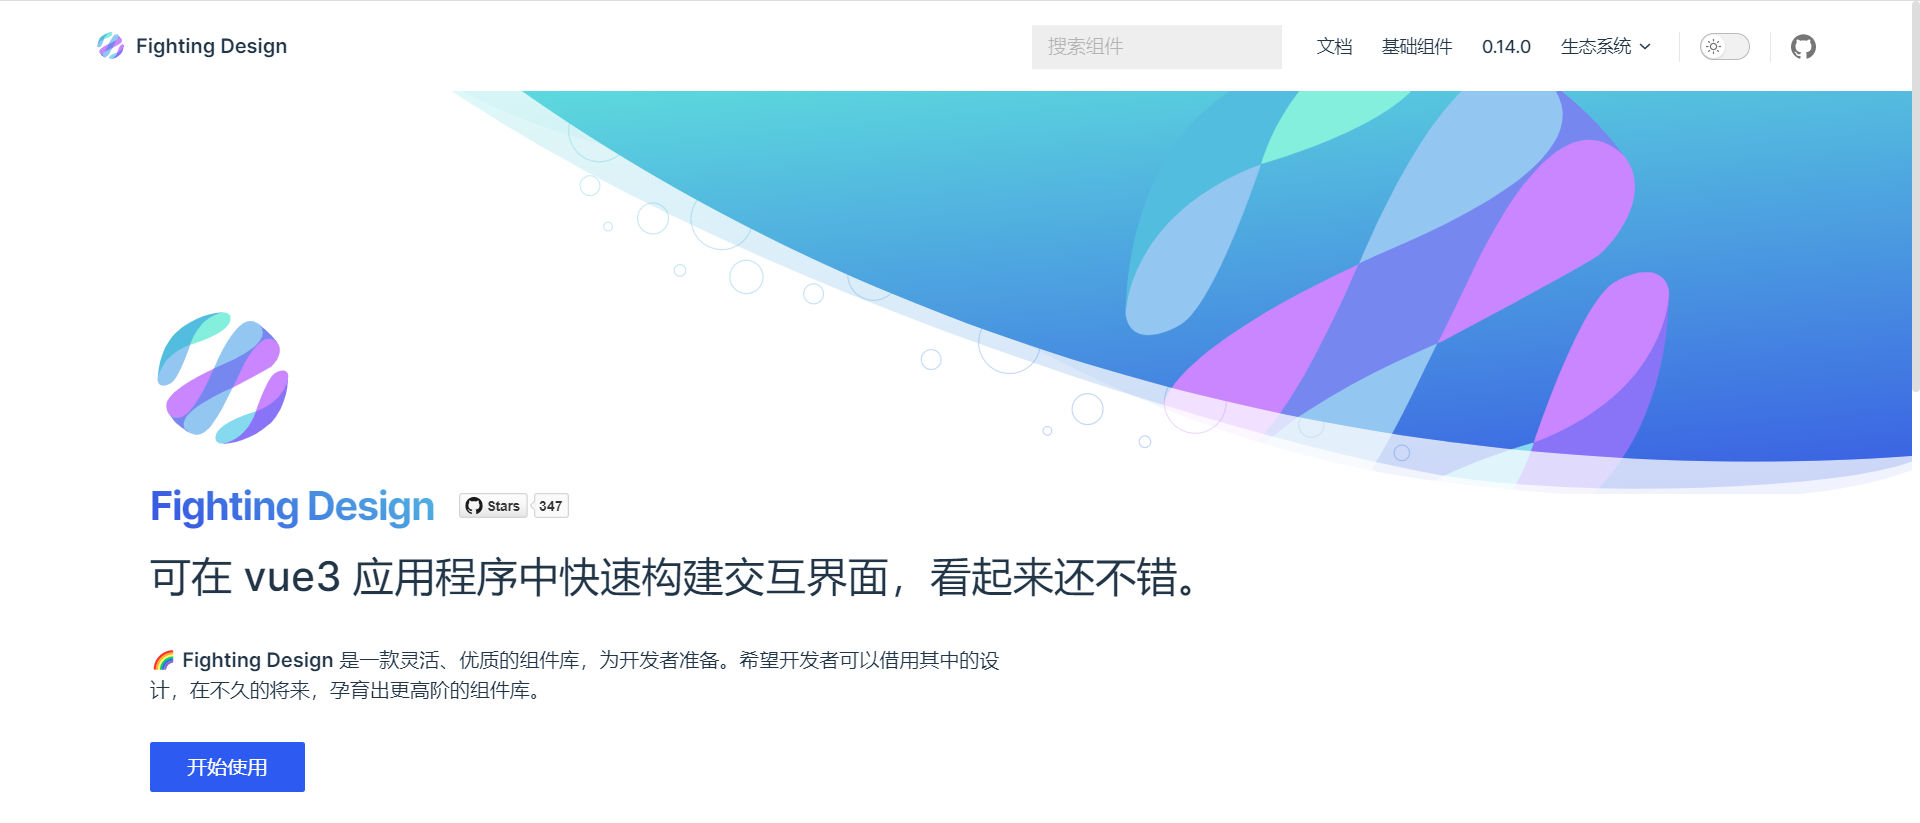 Fighting Design
搜索组件
文档
基础组件
0.14.0
生态系统
Fighting Design
Stars
347
可在 vue3 应用程序中快速构建交互界面，看起来还不错。
🌈 Fighting Design 是一款灵活、优质的组件库，为开发者准备。希望开发者可以借用其中的设
计，在不久的将来，孕育出更高阶的组件库。
开始使用